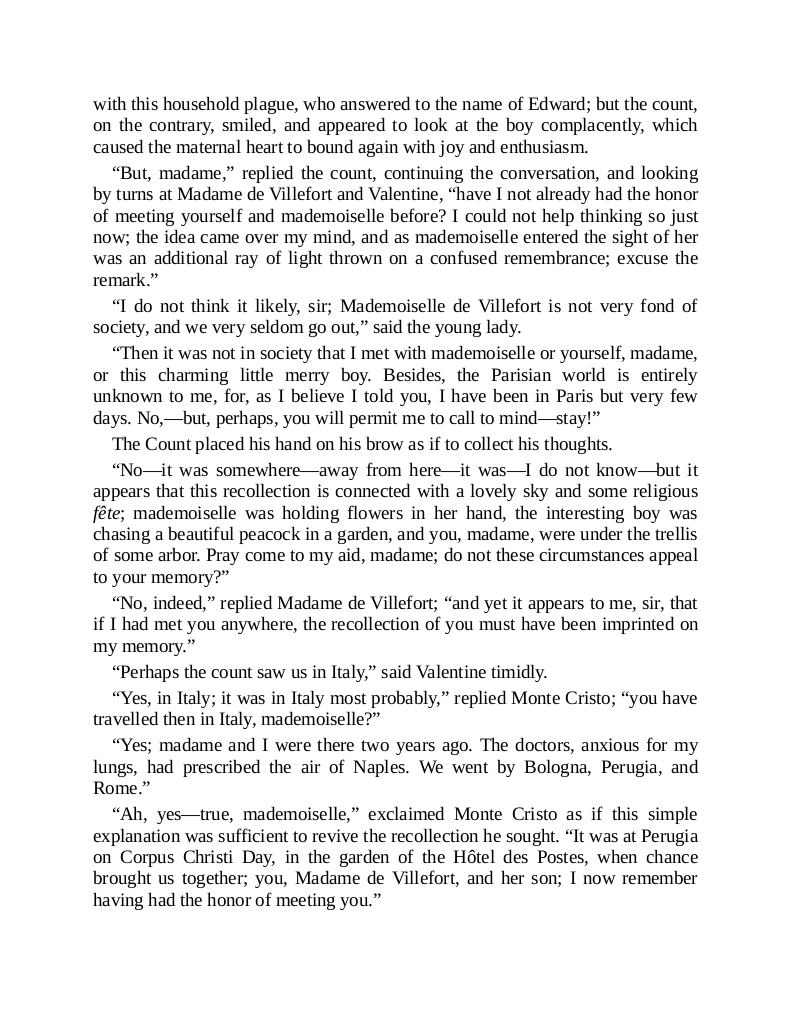 with this household plague, who answered to the name of Edward; but the count,
on the contrary, smiled, and appeared to look at the boy complacently, which
caused the maternal heart to bound again with joy and enthusiasm.
“But, madame,” replied the count, continuing the conversation, and looking
by turns at Madame de Villefort and Valentine, “have I not already had the honor
of meeting yourself and mademoiselle before? I could not help thinking so just
now; the idea came over my mind, and as mademoiselle entered the sight of her
was an additional ray of light thrown on a confused remembrance; excuse the
remark.”
“I do not think it likely, sir; Mademoiselle de Villefort is not very fond of
society, and we very seldom go out,” said the young lady.
“Then it was not in society that I met with mademoiselle or yourself, madame,
or this charming little merry boy. Besides, the Parisian world is entirely
unknown to me, for, as I believe I told you, I have been in Paris but very few
days. No,—but, perhaps, you will permit me to call to mind—stay!”
The Count placed his hand on his brow as if to collect his thoughts.
“No—it was somewhere—away from here—it was—I do not know—but it
appears that this recollection is connected with a lovely sky and some religious
fête; mademoiselle was holding flowers in her hand, the interesting boy was
chasing a beautiful peacock in a garden, and you, madame, were under the trellis
of some arbor. Pray come to my aid, madame; do not these circumstances appeal
to your memory?”
“No, indeed,” replied Madame de Villefort; “and yet it appears to me, sir, that
if I had met you anywhere, the recollection of you must have been imprinted on
my memory.”
“Perhaps the count saw us in Italy,” said Valentine timidly.
“Yes, in Italy; it was in Italy most probably,” replied Monte Cristo; “you have
travelled then in Italy, mademoiselle?”
“Yes; madame and I were there two years ago. The doctors, anxious for my
lungs, had prescribed the air of Naples. We went by Bologna, Perugia, and
Rome.”
“Ah, yes—true, mademoiselle,” exclaimed Monte Cristo as if this simple
explanation was sufficient to revive the recollection he sought. “It was at Perugia
on Corpus Christi Day, in the garden of the Hôtel des Postes, when chance
brought us together; you, Madame de Villefort, and her son; I now remember
having had the honor of meeting you.”